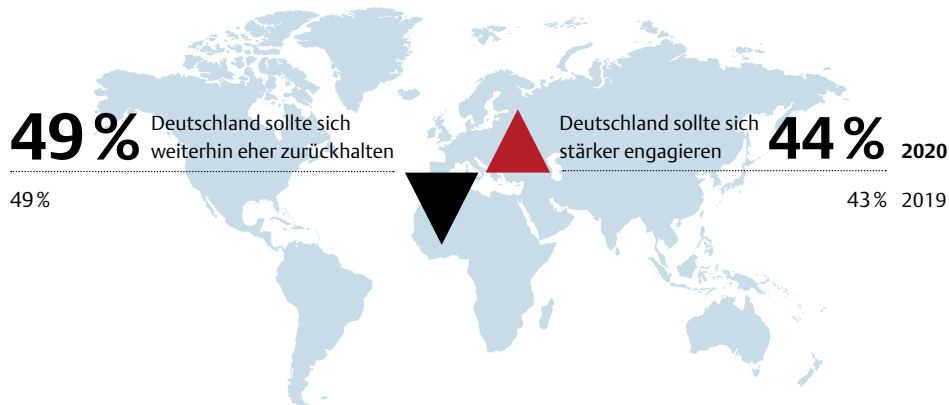 49 % Deutschland sollte sich
weiterhin eher zurückhalten
Deutschland sollte sich
stärker engagieren
44 % 2020
49 %
43 % 2019